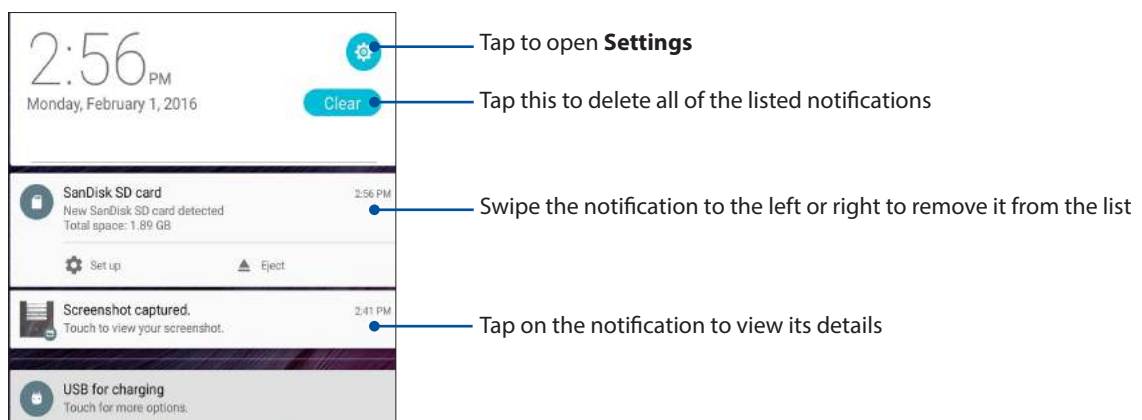 2:56 PM
Tap to open Settings
Monday, February 1, 2016
Clear
Tap this to delete all of the listed notifications
SanDisk SD card
2:56 PM
New SanDisk SD card detected
Total space: 1.89 GB
Swipe the notification to the left or right to remove it from the list
Set up
Eject
Screenshot captured.
2:41 PM
Touch to view your screenshot.
Tap on the notification to view its details
USB for charging
Touch for more options.